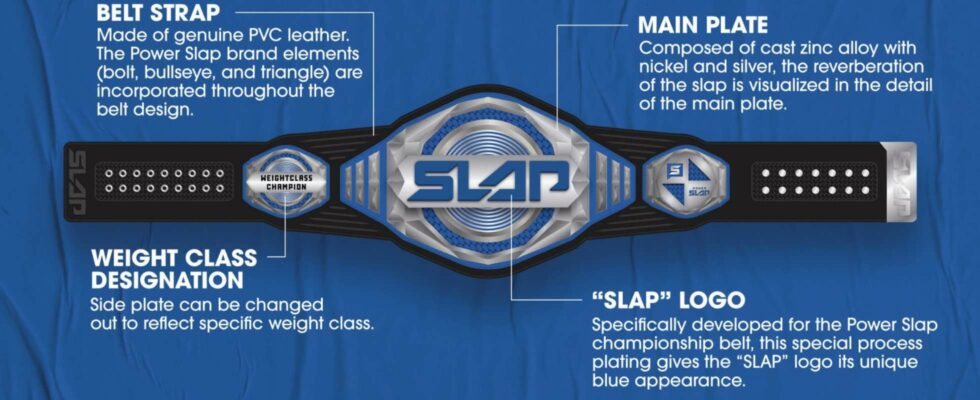 BELT STRAP
Made of genuine PVC leather.
The Power Slap brand elements
(bolt, bullseye, and triangle) are
incorporated throughout the
belt design.
MAIN PLATE
Composed of cast zinc alloy with
nickel and silver, the reverberation
of the slap is visualized in the detail
of the main plate.
SLAP
WEIGHTCLASS
CHAMPION
SLAP
S
POWER
SLAP
SLAP
WEIGHT CLASS
DESIGNATION
Side plate can be changed
out to reflect specific weight class.
“SLAP” LOGO
Specifically developed for the Power Slap
championship belt, this special process
plating gives the “SLAP” logo its unique
blue appearance.